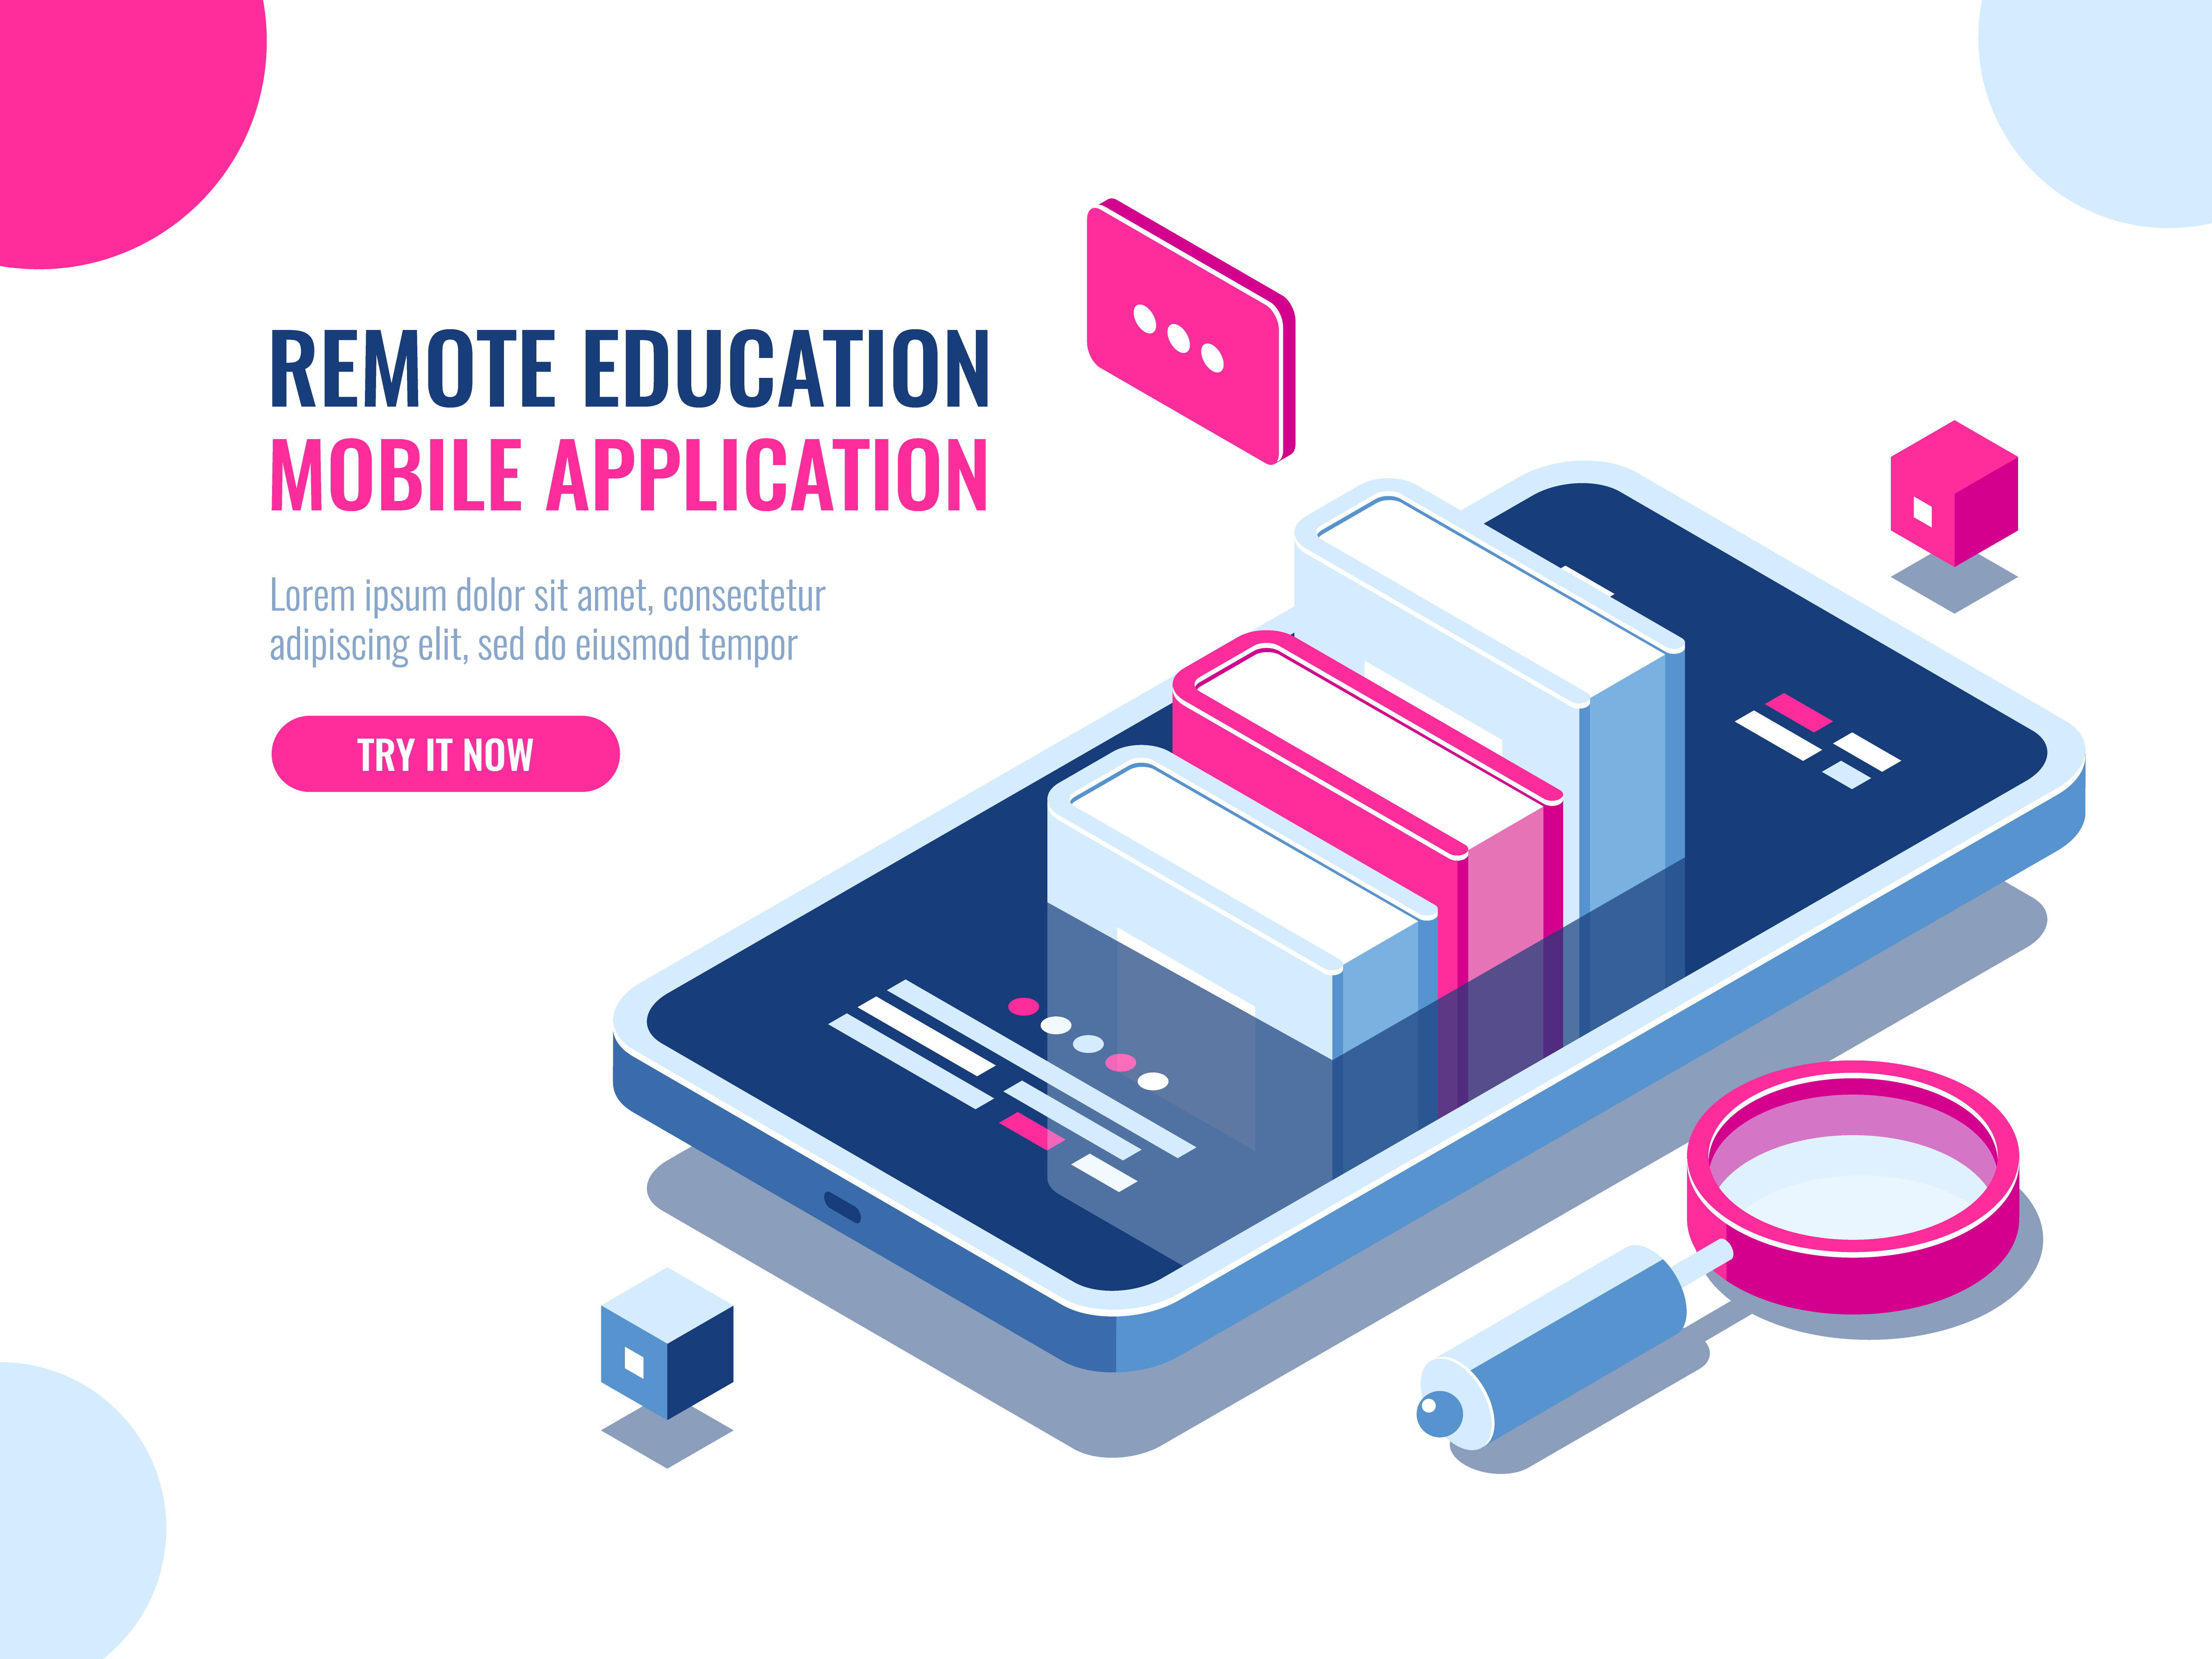 REMOTE EDUCATION
MOBILE APPLICATION
Lorem ipsum dolor sit amet, consectetur
adipiscing elit, sed do eiusmod tempor
TRY IT NOW